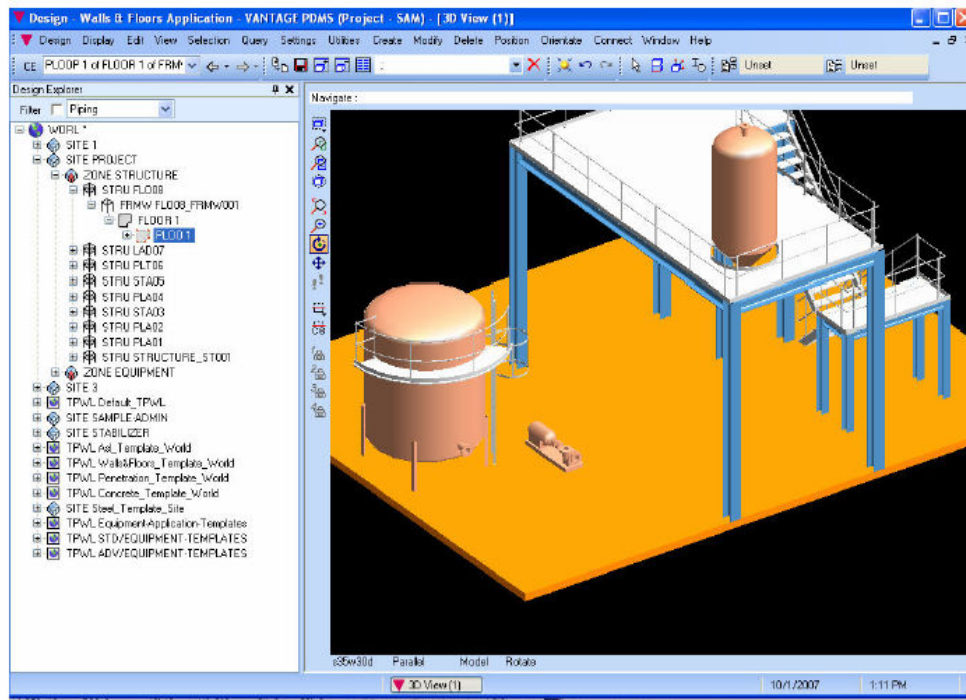 Design - Walls & Floors Application - VANTAGE PDMS (Project - SAM) - [3D View (1)]
Design Display Edit View Selection Query Settings Utilities Create Modify Delete Position Orientate Connect Window Help
CE PLOOP 1 of FLOOR 1 of FRMW Unset Unset
Design Explorer
Navigate :
Filter Piping
WORL *
SITE 1
SITE PROJECT
ZONE STRUCTURE
STRU FLO08
FRMW FLO08_FRMW001
FLOOR 1
PLOO 1
STRU LAD07
STRU PLT06
STRU STA05
STRU PLA04
STRU STA03
STRU PLA02
STRU PLA01
STRU STRUCTURE_ST001
ZONE EQUIPMENT
SITE 3
TPWL Default_TPWL
SITE SAMPLE-ADMIN
SITE STABILIZER
TPWL Axl_Template_World
TPWL Walls&Floors_Template_World
TPWL Penetration_Template_World
TPWL Concrete_Template_World
SITE Steel_Template_Site
TPWL Equipment-Application-Templates
TPWL STD/EQUIPMENT-TEMPLATES
TPWL ADV/EQUIPMENT-TEMPLATES
s35w30d Parallel Model Rotate
3D View (1)
10/1/2007 1:11 PM